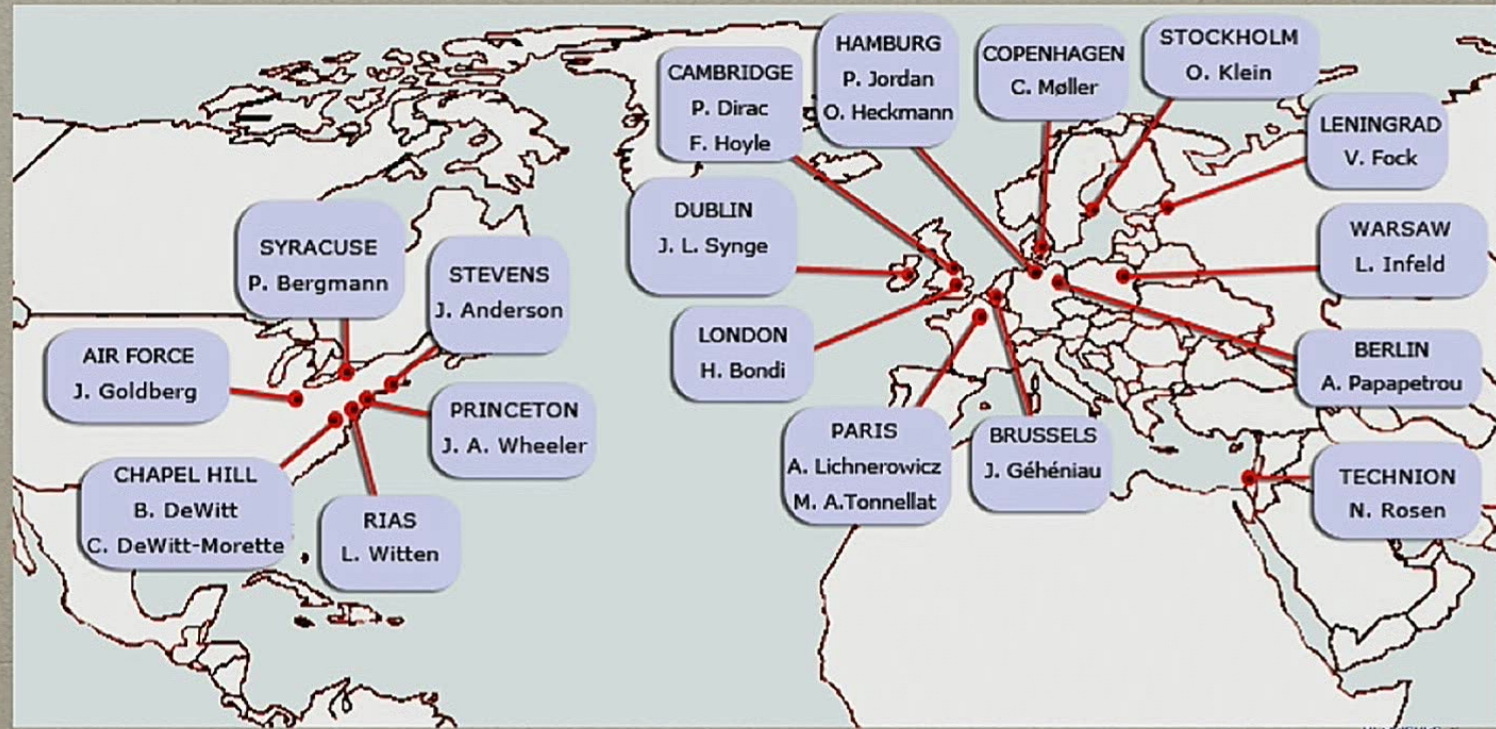 HAMBURG
P. Jordan
O. Heckmann
COPENHAGEN
C. Møller
STOCKHOLM
O. Klein
CAMBRIDGE
P. Dirac
F. Hoyle
LENINGRAD
V. Fock
DUBLIN
J. L. Synge
WARSAW
L. Infeld
SYRACUSE
P. Bergmann
STEVENS
J. Anderson
LONDON
H. Bondi
BERLIN
A. Papapetrou
AIR FORCE
J. Goldberg
PRINCETON
J. A. Wheeler
PARIS
A. Lichnerowicz
M. A.Tonnellat
BRUSSELS
J. Géhéniau
TECHNION
N. Rosen
CHAPEL HILL
B. DeWitt
C. DeWitt-Morette
RIAS
L. Witten